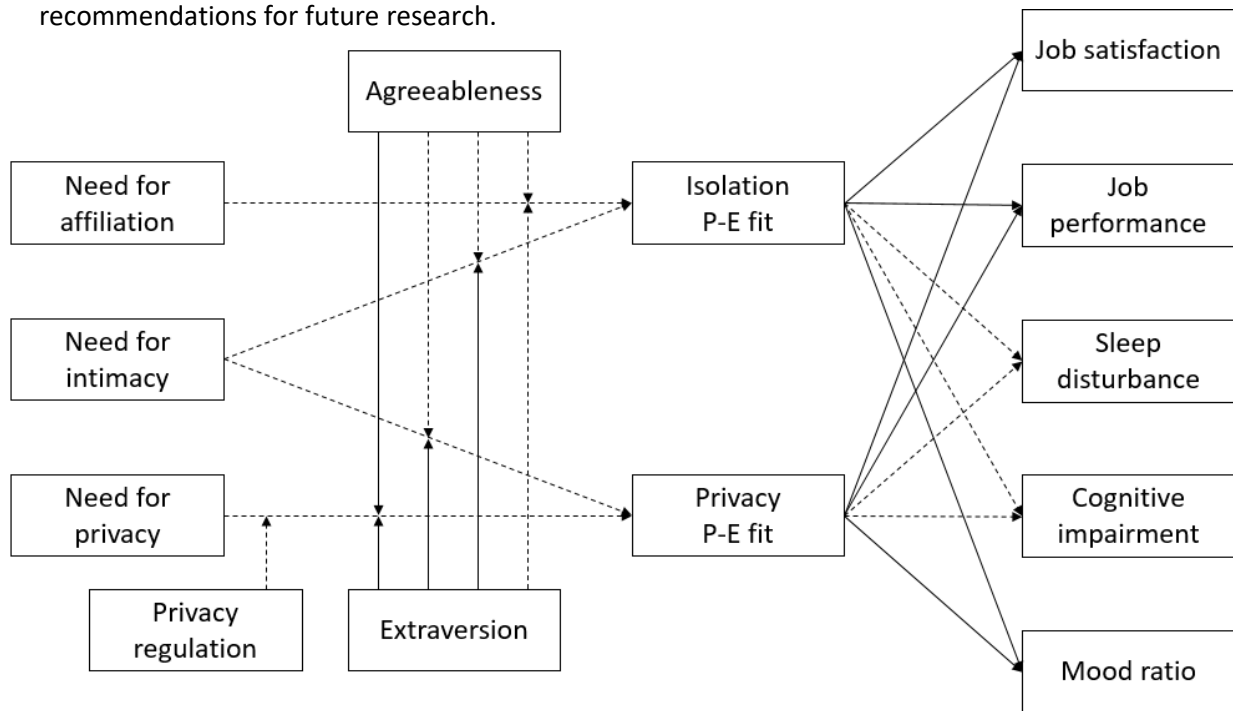 recommendations for future research.
Agreeableness
Need for
affiliation
Need for
intimacy
Need for
privacy
Privacy
regulation
Extraversion
Isolation
P-E fit
Privacy
P-E fit
Job satisfaction
Job
performance
Sleep
disturbance
Cognitive
impairment
Mood ratio